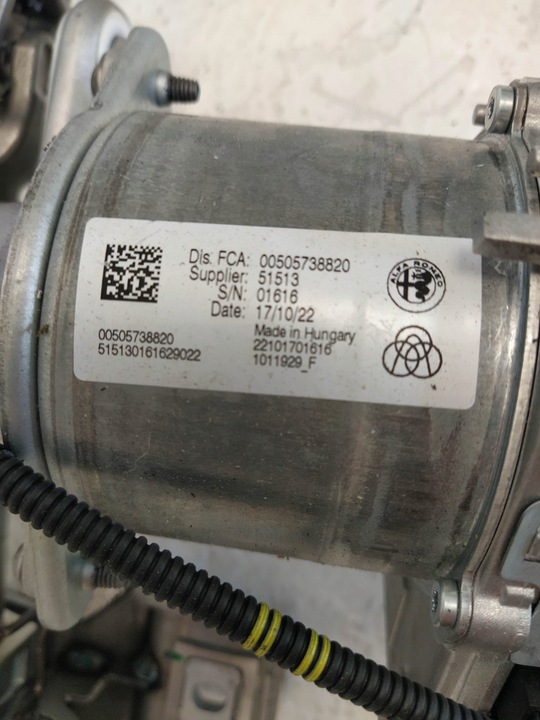 Dis. FCA: 00505738820
Supplier: 51513
S/N: 01616
Date: 17/10/22
Made in Hungary
22101701616
1011929_F
00505738820
515130161629022
ALFA ROMEO